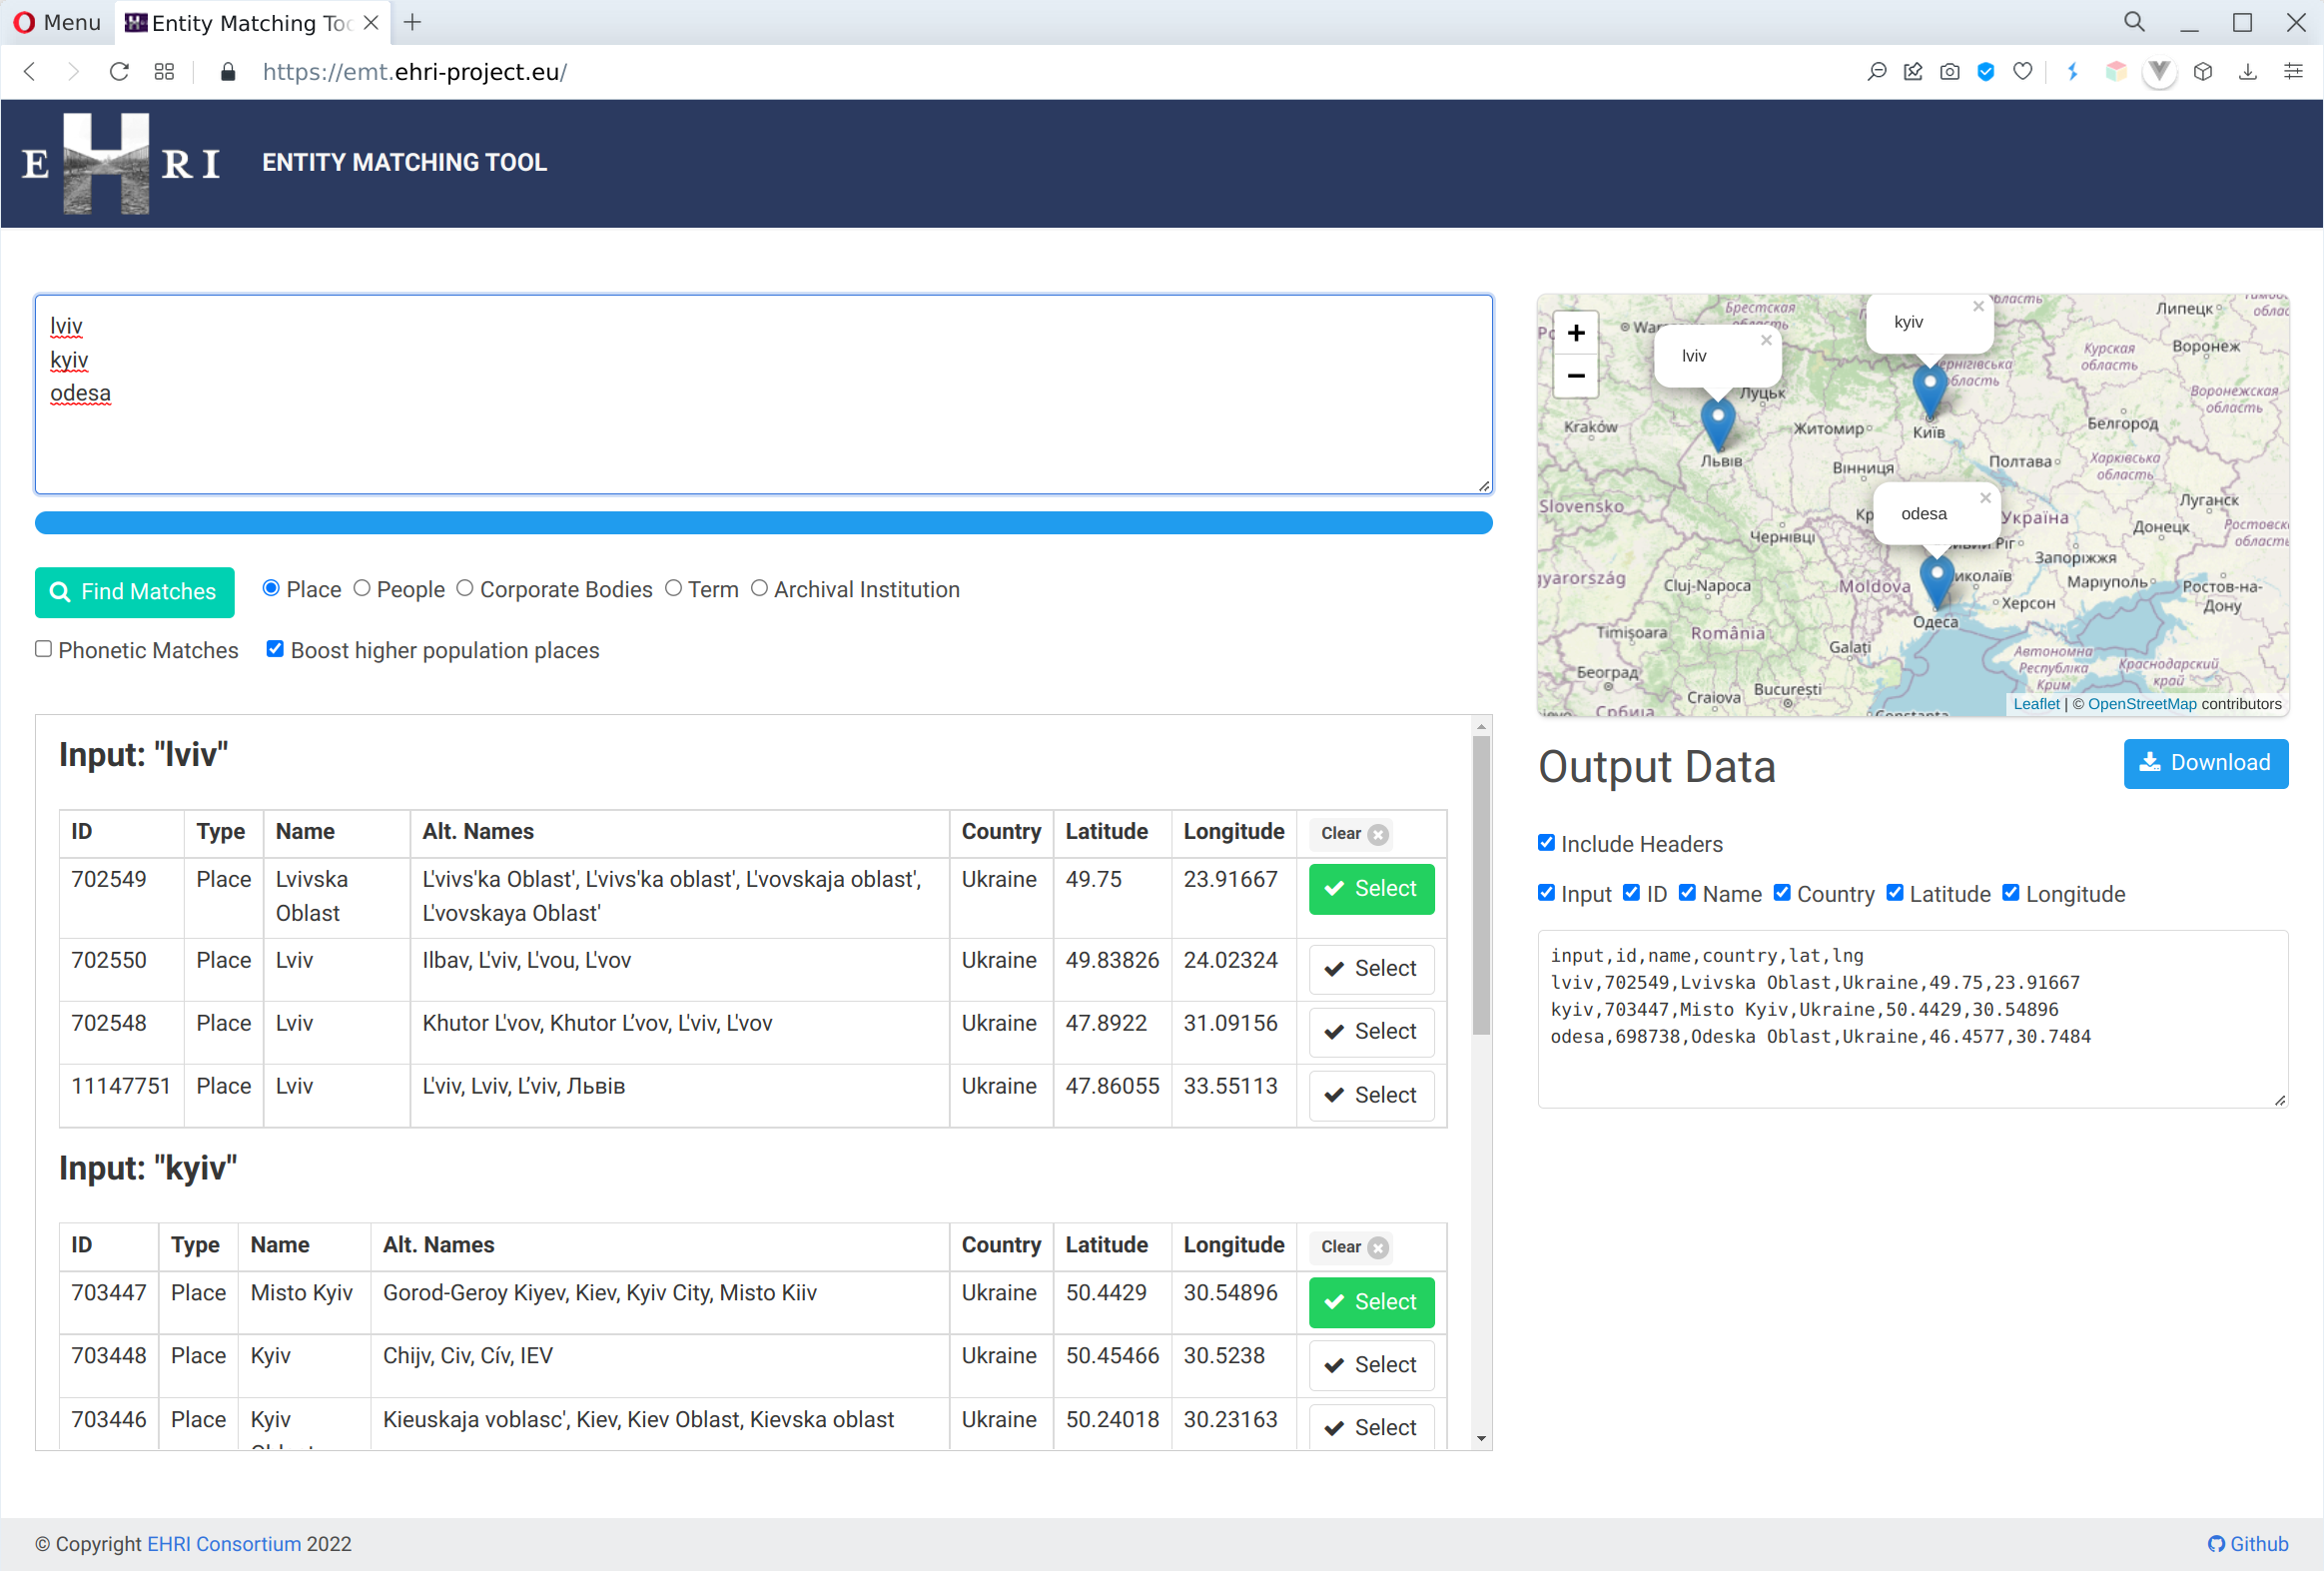 Menu
Entity Matching Too
https://emt.ehri-project.eu/
E H R I
ENTITY MATCHING TOOL
lviv
kyiv
odesa
Find Matches
Place People Corporate Bodies Term Archival Institution
Phonetic Matches Boost higher population places
Input: "lviv"
ID Type Name Alt. Names Country Latitude Longitude Clear
702549 Place Lvivska Oblast L'vivs'ka Oblast', L'vivs'ka oblast', L'vovskaja oblast', L'vovskaya Oblast' Ukraine 49.75 23.91667 Select
702550 Place Lviv Ilbav, L'viv, L'vou, L'vov Ukraine 49.83826 24.02324 Select
702548 Place Lviv Khutor L'vov, Khutor L’vov, L'viv, L'vov Ukraine 47.8922 31.09156 Select
11147751 Place Lviv L'viv, Lviv, L’viv, Львів Ukraine 47.86055 33.55113 Select
Input: "kyiv"
ID Type Name Alt. Names Country Latitude Longitude Clear
703447 Place Misto Kyiv Gorod-Geroy Kiyev, Kiev, Kyiv City, Misto Kiiv Ukraine 50.4429 30.54896 Select
703448 Place Kyiv Chijv, Civ, Cív, IEV Ukraine 50.45466 30.5238 Select
703446 Place Kyiv Kieuskaja voblasc', Kiev, Kiev Oblast, Kievska oblast Ukraine 50.24018 30.23163 Select
+
−
Брестская
область
Липецк
kyiv
lviv
Курская
область
Воронеж
Луцьк
Воронежская
область
Kraków
Житомир
Київ
Белгород
Львів
Вінниця
Полтава
Харківська
область
Slovensko
odesa
Україна
Луганск
Чернівці
Донецк
Запоріжжя
Cluj-Napoca
Moldova
Маріуполь
Ростов-на-
Дону
Херсон
Одеса
Timișoara
România
Galați
Автономна
Республіка
Крим
Краснодарский
край
Београд
Craiova
București
Leaflet | © OpenStreetMap contributors
Output Data
Download
Include Headers
Input ID Name Country Latitude Longitude
input,id,name,country,lat,lng
lviv,702549,Lvivska Oblast,Ukraine,49.75,23.91667
kyiv,703447,Misto Kyiv,Ukraine,50.4429,30.54896
odesa,698738,Odeska Oblast,Ukraine,46.4577,30.7484
© Copyright EHRI Consortium 2022
Github